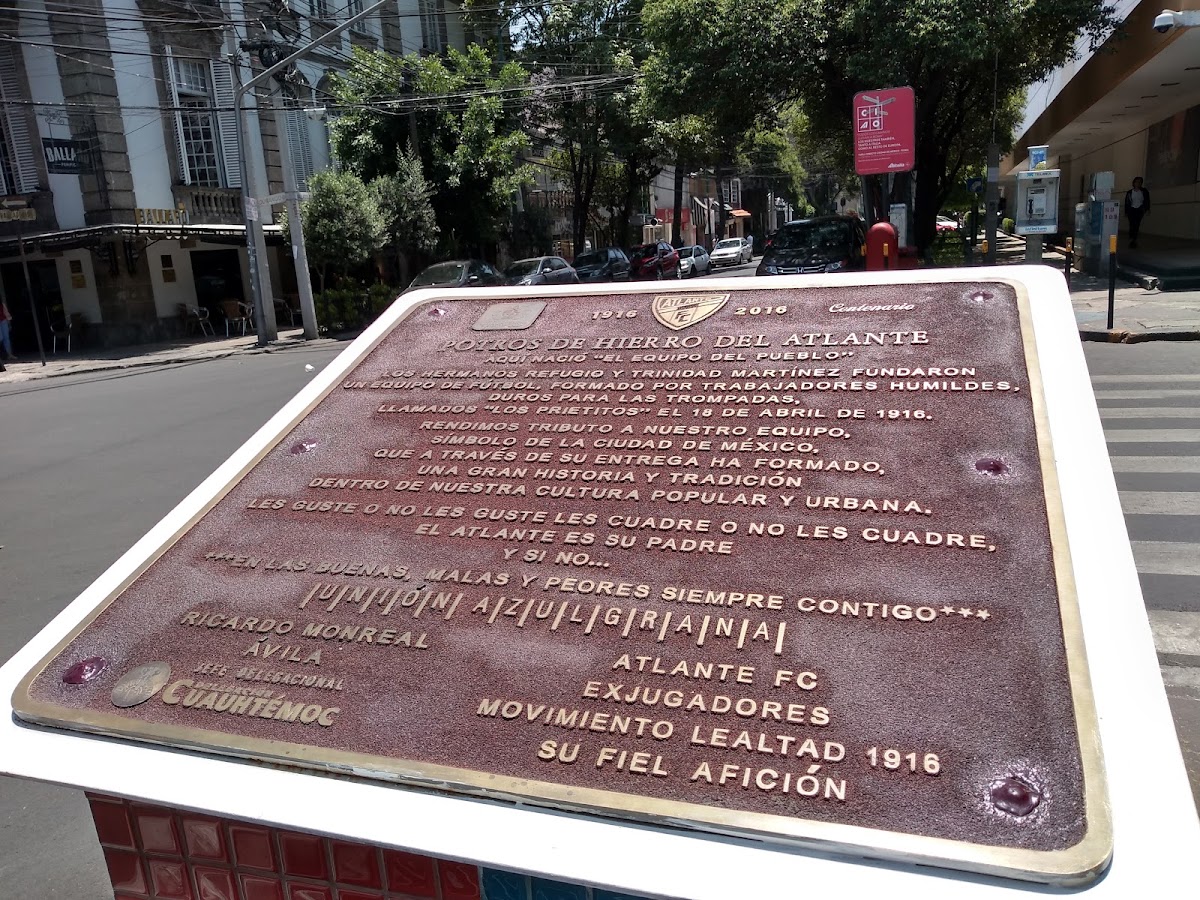 1916 ATLANTE FC 2016 Centenario
POTROS DE HIERRO DEL ATLANTE
AQUÍ NACIÓ "EL EQUIPO DEL PUEBLO"
LOS HERMANOS REFUGIO Y TRINIDAD MARTÍNEZ FUNDARON
UN EQUIPO DE FUTBOL, FORMADO POR TRABAJADORES HUMILDES,
DUROS PARA LAS TROMPADAS,
LLAMADOS "LOS PRIETITOS" EL 18 DE ABRIL DE 1916.
RENDIMOS TRIBUTO A NUESTRO EQUIPO,
SÍMBOLO DE LA CIUDAD DE MÉXICO,
QUE A TRAVÉS DE SU ENTREGA HA FORMADO,
UNA GRAN HISTORIA Y TRADICIÓN
DENTRO DE NUESTRA CULTURA POPULAR Y URBANA.
LES GUSTE O NO LES GUSTE LES CUADRE O NO LES CUADRE,
EL ATLANTE ES SU PADRE
Y SI NO...
***EN LAS BUENAS, MALAS Y PEORES SIEMPRE CONTIGO***
|U|N|I|Ó|N| A|Z|U|L|G|R|A|N|A|
RICARDO MONREAL
ÁVILA
JEFE DELEGACIONAL
CUAUHTÉMOC
ATLANTE FC
EXJUGADORES
MOVIMIENTO LEALTAD 1916
SU FIEL AFICIÓN
BALLA
BALLARÓ
CIAO